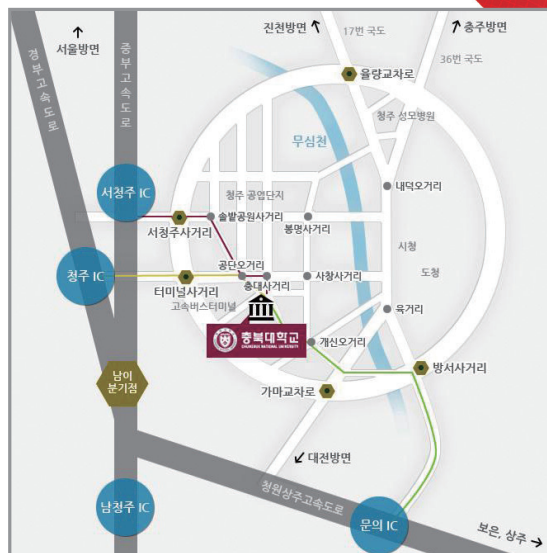 진천방면
17번 국도
충주방면
서울방면
36번 국도
경부고속도로
중부고속도로
율량교차로
청주 성모병원
무심천
서청주 IC
청주 공업단지
내덕오거리
솔밭공원사거리
서청주사거리
봉명사거리
시청
도청
공단오거리
청주 IC
충대사거리
사창사거리
터미널사거리
고속버스터미널
육거리
충북대학교
CHUNGBUK NATIONAL UNIVERSITY
개신오거리
방서사거리
남이
분기점
가마교차로
대전방면
청원상주고속도로
남청주 IC
문의 IC
보은, 상주